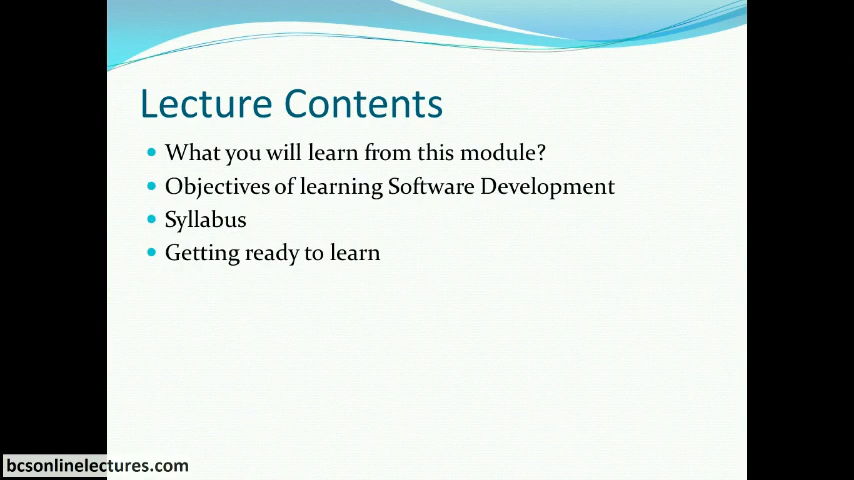 Lecture Contents
What you will learn from this module?
Objectives of learning Software Development
Syllabus
Getting ready to learn
bcsonlinelectures.com